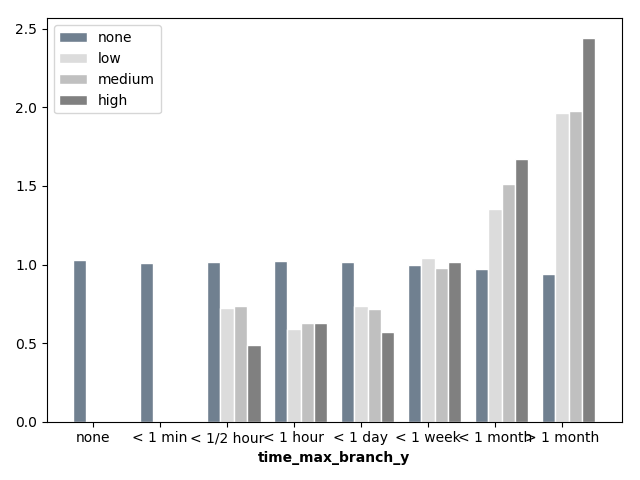 none
low
medium
high
2.5
2.0
1.5
1.0
0.5
0.0
none < 1 min < 1/2 hour < 1 hour < 1 day < 1 week < 1 month > 1 month
time_max_branch_y